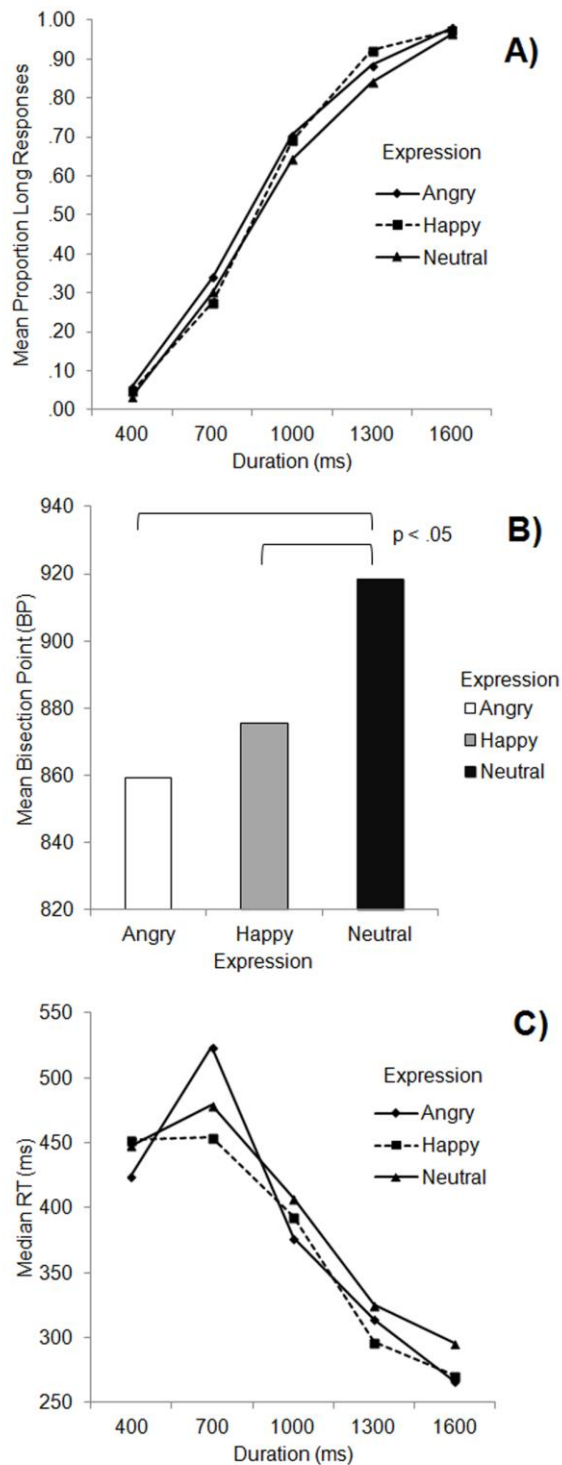 A)
1.00
.90
.80
.70
.60
.50
.40
.30
.20
.10
.00
Mean Proportion Long Responses
Expression
Angry
Happy
Neutral
400 700 1000 1300 1600
Duration (ms)
B)
940
920
900
880
860
840
820
Mean Bisection Point (BP)
p < .05
Expression
Angry
Happy
Neutral
Angry Happy Neutral
Expression
C)
550
500
450
400
350
300
250
Median RT (ms)
Expression
Angry
Happy
Neutral
400 700 1000 1300 1600
Duration (ms)